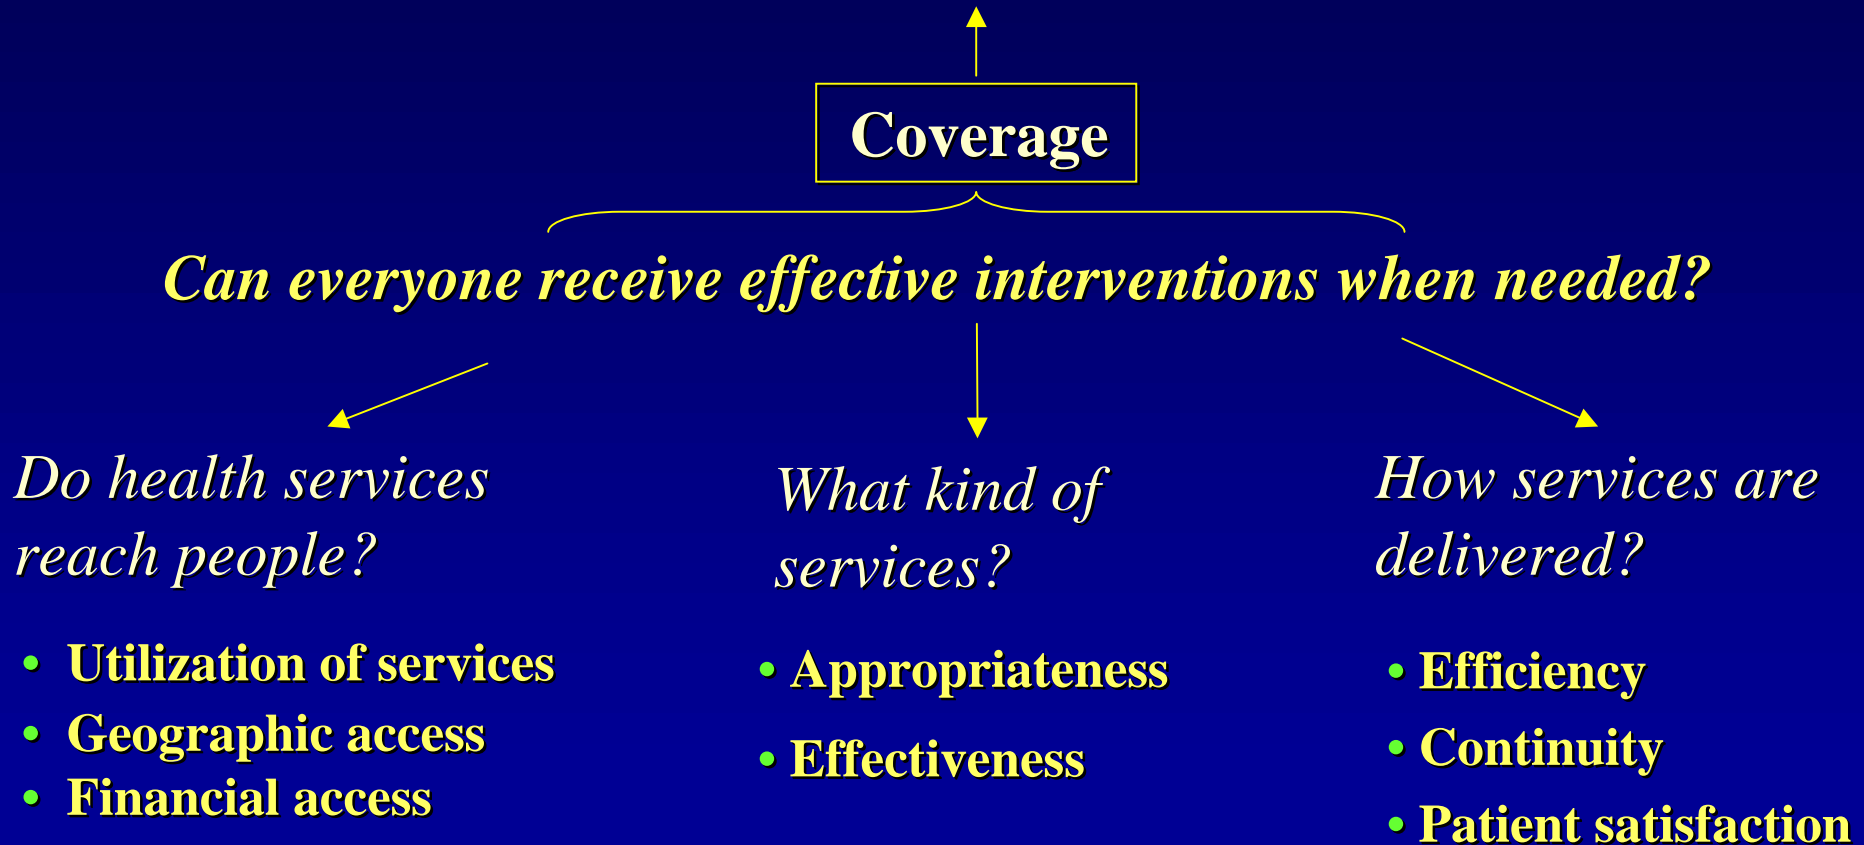 Coverage
Can everyone receive effective interventions when needed?
Do health services
reach people?
• Utilization of services
• Geographic access
• Financial access
What kind of
services?
• Appropriateness
• Effectiveness
How services are
delivered?
• Efficiency
• Continuity
• Patient satisfaction